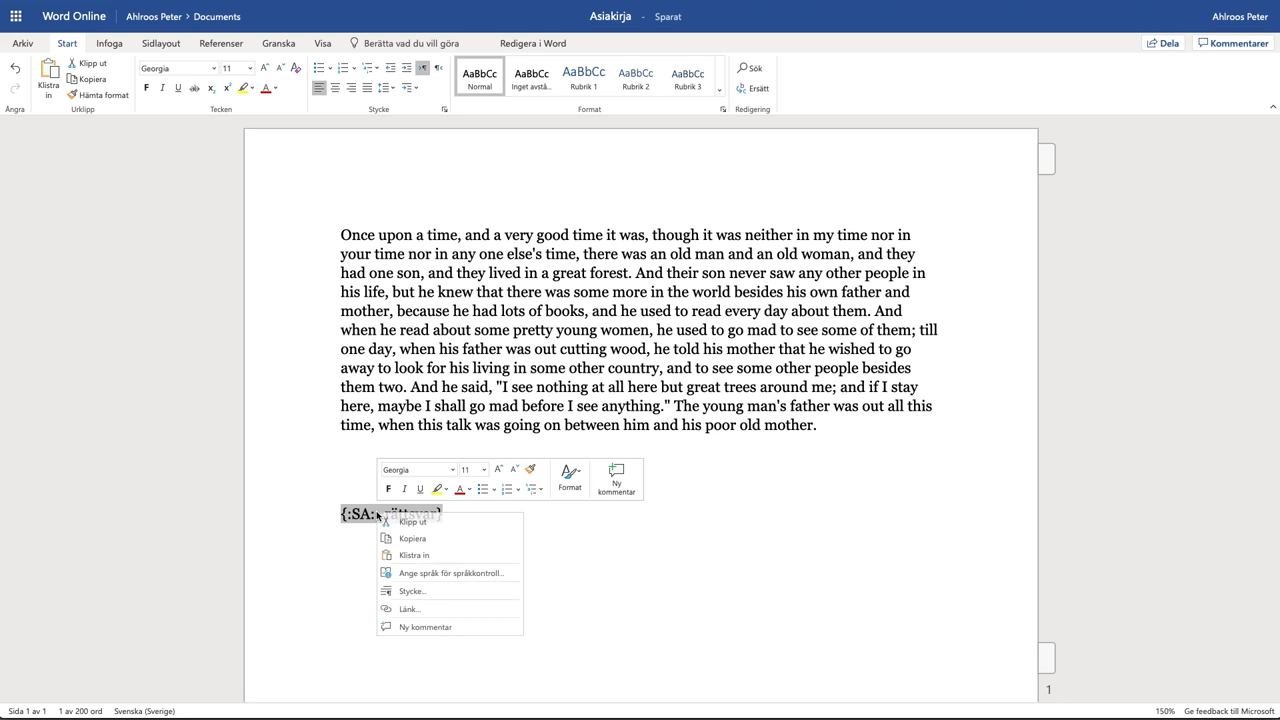 Word Online Ahlroos Peter > Documents Asiakirja - Sparat Ahlroos Peter
Arkiv Start Infoga Sidlayout Referenser Granska Visa Berätta vad du vill göra Redigera i Word Dela Kommentarer
Klistra in
Klipp ut
Kopiera
Hämta format
Georgia 11
F I U ab x₂ x² A
AaBbCc AaBbCc AaBbCc AaBbCc AaBbCc
Normal Inget avstå... Rubrik 1 Rubrik 2 Rubrik 3
Sök
Ersätt
Ångra Urklipp Tecken Stycke Format Redigering
Once upon a time, and a very good time it was, though it was neither in my time nor in
your time nor in any one else's time, there was an old man and an old woman, and they
had one son, and they lived in a great forest. And their son never saw any other people in
his life, but he knew that there was some more in the world besides his own father and
mother, because he had lots of books, and he used to read every day about them. And
when he read about some pretty young women, he used to go mad to see some of them; till
one day, when his father was out cutting wood, he told his mother that he wished to go
away to look for his living in some other country, and to see some other people besides
them two. And he said, "I see nothing at all here but great trees around me; and if I stay
here, maybe I shall go mad before I see anything." The young man's father was out all this
time, when this talk was going on between him and his poor old mother.
Georgia 11
F I U A
Format
Ny kommentar
{:SA:
rättsvar}
Klipp ut
Kopiera
Klistra in
Ange språk för språkkontroll...
Stycke...
Länk...
Ny kommentar
1
Sida 1 av 1 1 av 200 ord Svenska (Sverige) 150% Ge feedback till Microsoft